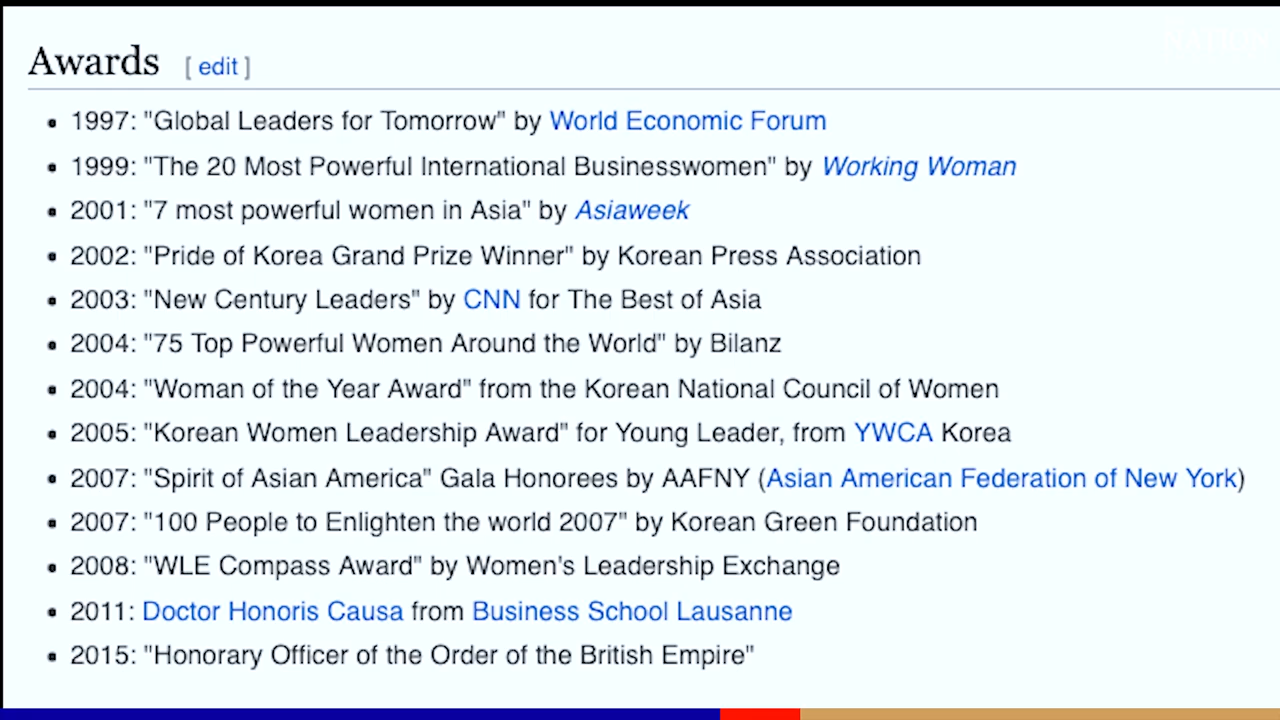 Awards [ edit ]
1997: "Global Leaders for Tomorrow" by World Economic Forum
1999: "The 20 Most Powerful International Businesswomen" by Working Woman
2001: "7 most powerful women in Asia" by Asiaweek
2002: "Pride of Korea Grand Prize Winner" by Korean Press Association
2003: "New Century Leaders" by CNN for The Best of Asia
2004: "75 Top Powerful Women Around the World" by Bilanz
2004: "Woman of the Year Award" from the Korean National Council of Women
2005: "Korean Women Leadership Award" for Young Leader, from YWCA Korea
2007: "Spirit of Asian America" Gala Honorees by AAFNY (Asian American Federation of New York)
2007: "100 People to Enlighten the world 2007" by Korean Green Foundation
2008: "WLE Compass Award" by Women's Leadership Exchange
2011: Doctor Honoris Causa from Business School Lausanne
2015: "Honorary Officer of the Order of the British Empire"